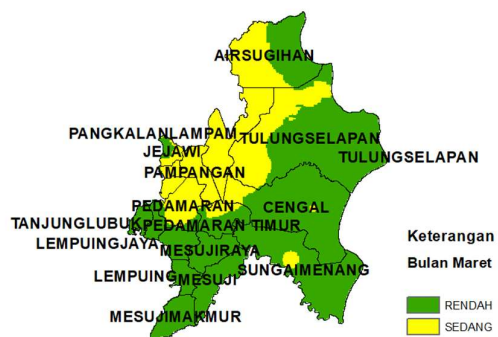 AIRSUGIHAN
PANGKALANLAMPAM
TULUNGSELAPAN
JEJAWI
TULUNGSELAPAN
PAMPANGAN
PEDAMARAN
CENGAL
TANJUNGLUBUK
PEDAMARAN TIMUR
LEMPUINGJAYA
MESUJIRAYA
LEMPUING
MESUJI
SUNGAIMENANG
MESUJIMAKMUR
Keterangan
Bulan Maret
RENDAH
SEDANG